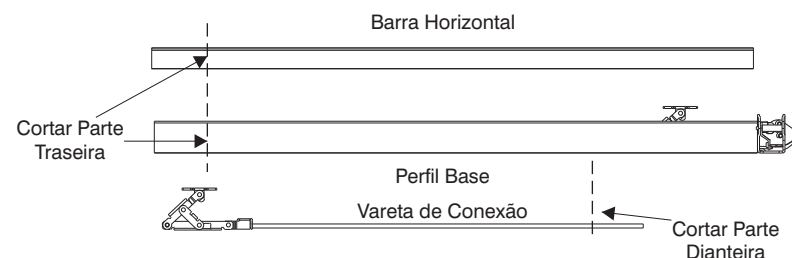 Barra Horizontal
Cortar Parte
Traseira
Perfil Base
Vareta de Conexão
Cortar Parte
Dianteira